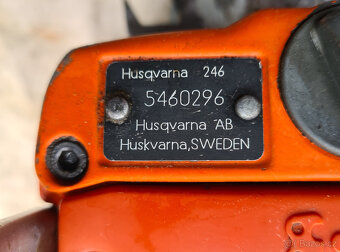 Husqvarna 246
5460296
Husqvarna AB
Huskvarna, SWEDEN